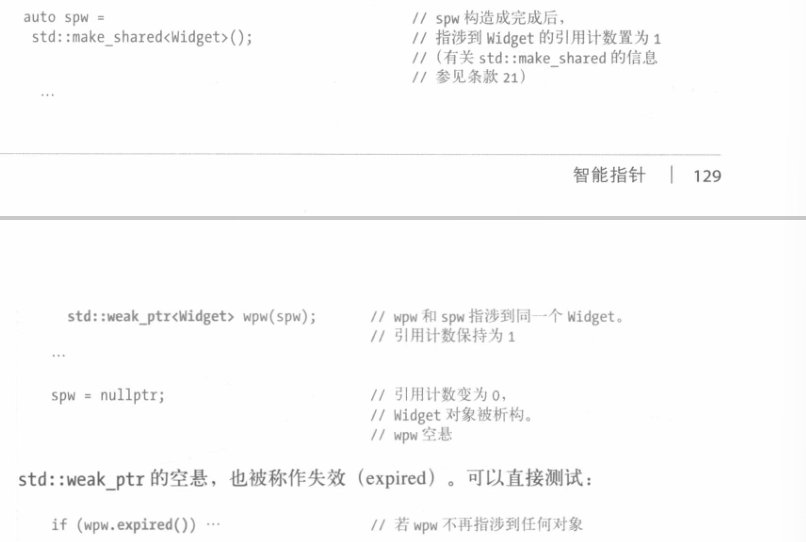 auto spw = // spw 构造成完成后，
std::make_shared<Widget>(); // 指涉到 Widget 的引用计数置为 1
// （有关 std::make_shared 的信息
// 参见条款 21）
…
智能指针 | 129
std::weak_ptr<Widget> wpw(spw); // wpw 和 spw 指涉到同一个 Widget。
// 引用计数保持为 1
…
spw = nullptr; // 引用计数变为 0，
// Widget 对象被析构。
// wpw 空悬
std::weak_ptr 的空悬，也被称作失效（expired）。可以直接测试：
if (wpw.expired()) … // 若 wpw 不再指涉到任何对象